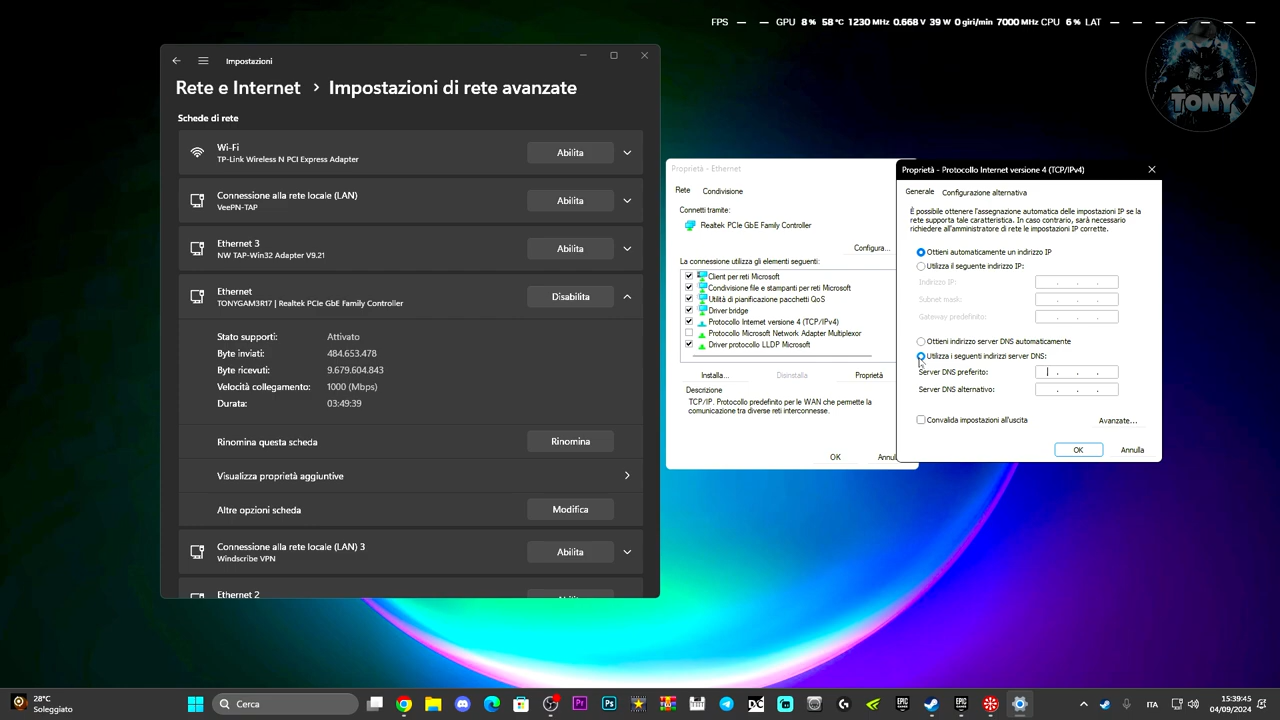 FPS — — GPU 8 % 58 °C 1230 MHz 0.668 V 39 W 0 giri/min 7000 MHz CPU 6 % LAT — — — — — —
TONY
Impostazioni
Rete e Internet > Impostazioni di rete avanzate
Schede di rete
Wi-Fi
TP-Link Wireless N PCI Express Adapter
Abilita
Connessione alla rete locale (LAN)
freePN-TAP
Abilita
Ethernet 3
NW TAP-Win32 Adapter V9.21
Abilita
Ethernet
TONYGAM3R17 | Realtek PCIe GbE Family Controller
Disabilita
Stato support: Attivato
Byte inviati: 484.653.478
Byte ricevuti: 9.679.604.843
Velocità collegamento: 1000 (Mbps)
Durata: 03:49:39
Rinomina questa scheda
Rinomina
Visualizza proprietà aggiuntive
Altre opzioni scheda
Modifica
Connessione alla rete locale (LAN) 3
Windscribe VPN
Abilita
Ethernet 2
Proprietà - Ethernet
Rete Condivisione
Connetti tramite:
Realtek PCIe GbE Family Controller
Configura...
La connessione utilizza gli elementi seguenti:
Client per reti Microsoft
Condivisione file e stampanti per reti Microsoft
Utilità di pianificazione pacchetti QoS
Driver bridge
Protocollo Internet versione 4 (TCP/IPv4)
Protocollo Microsoft Network Adapter Multiplexor
Driver protocollo LLDP Microsoft
Installa... Disinstalla Proprietà
Descrizione
TCP/IP. Protocollo predefinito per le WAN che permette la
comunicazione tra diverse reti interconnesse.
OK Annul
Proprietà - Protocollo Internet versione 4 (TCP/IPv4)
Generale Configurazione alternativa
È possibile ottenere l'assegnazione automatica delle impostazioni IP se la
rete supporta tale caratteristica. In caso contrario, sarà necessario
richiedere all'amministratore di rete le impostazioni IP corrette.
Ottieni automaticamente un indirizzo IP
Utilizza il seguente indirizzo IP:
Indirizzo IP:
Subnet mask:
Gateway predefinito:
Ottieni indirizzo server DNS automaticamente
Utilizza i seguenti indirizzi server DNS:
Server DNS preferito:
Server DNS alternativo:
Convalida impostazioni all'uscita
Avanzate...
OK Annulla
28°C
Soleggiato
Cerca
ITA
15:39:45
04/09/2024